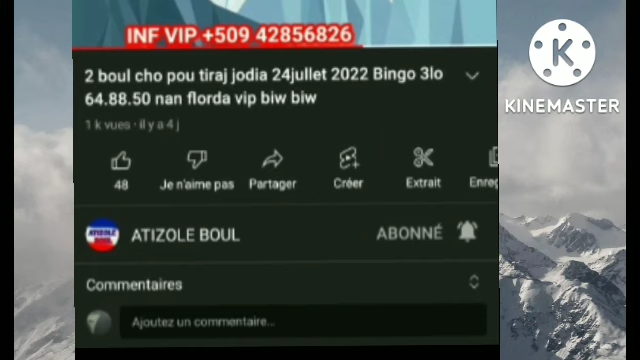 INF VIP +509 42856826
2 boul cho pou tiraj jodia 24jullet 2022 Bingo 3lo
64.88.50 nan florda vip biw biw
1 k vues · il y a 4 j
48
Je n'aime pas
Partager
Créer
Extrait
Enreg
ATIZOLE BOUL
ATIZOLE BOUL
ABONNÉ
Commentaires
Ajoutez un commentaire...
K
KINEMASTER